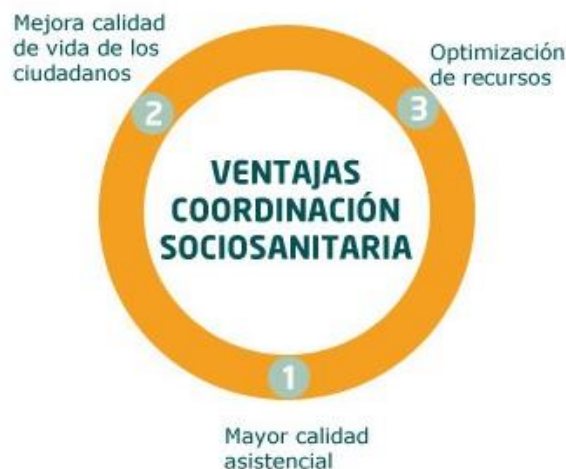 Mejora calidad
de vida de los
ciudadanos
2
3
Optimización
de recursos
VENTAJAS
COORDINACIÓN
SOCIOSANITARIA
1
Mayor calidad
asistencial